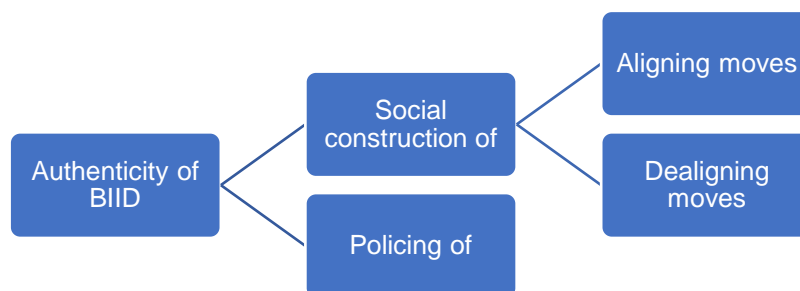 Authenticity of
BIID
Social
construction of
Policing of
Aligning moves
Dealigning
moves